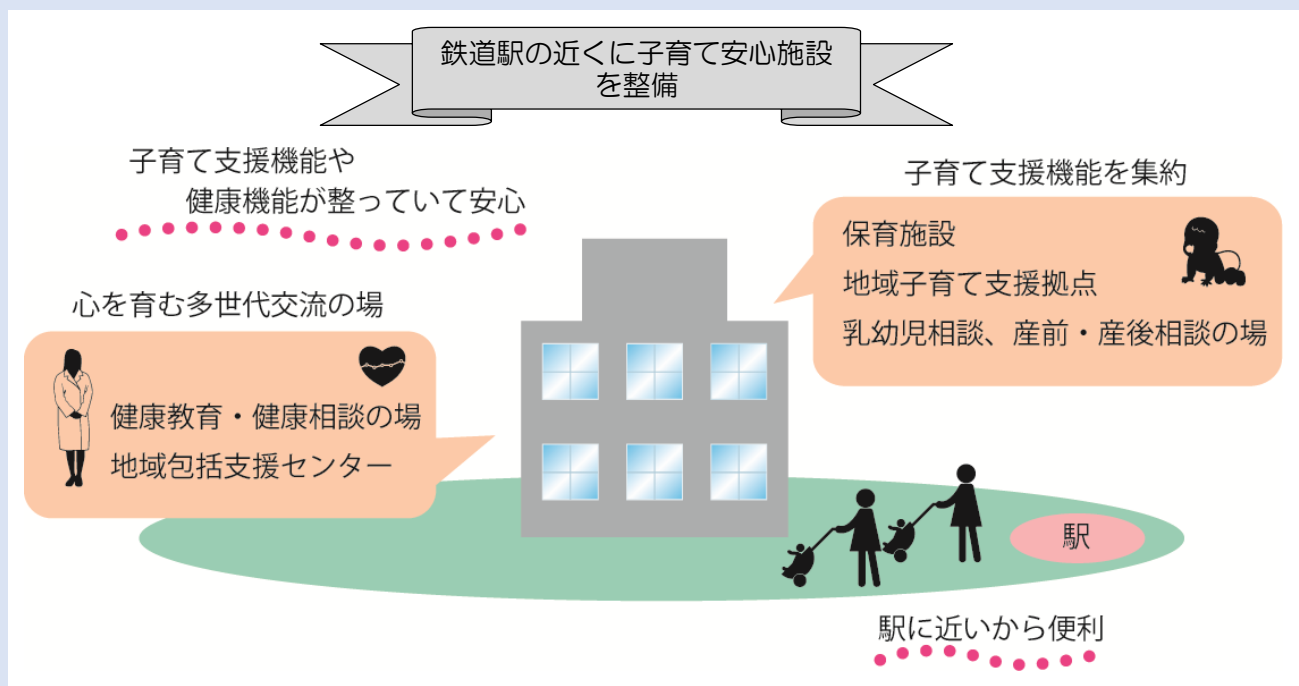 鉄道駅の近くに子育て安心施設
を整備
子育て支援機能や
健康機能が整っていて安心
心を育む多世代交流の場
健康教育・健康相談の場
地域包括支援センター
子育て支援機能を集約
保育施設
地域子育て支援拠点
乳幼児相談、産前・産後相談の場
駅
駅に近いから便利